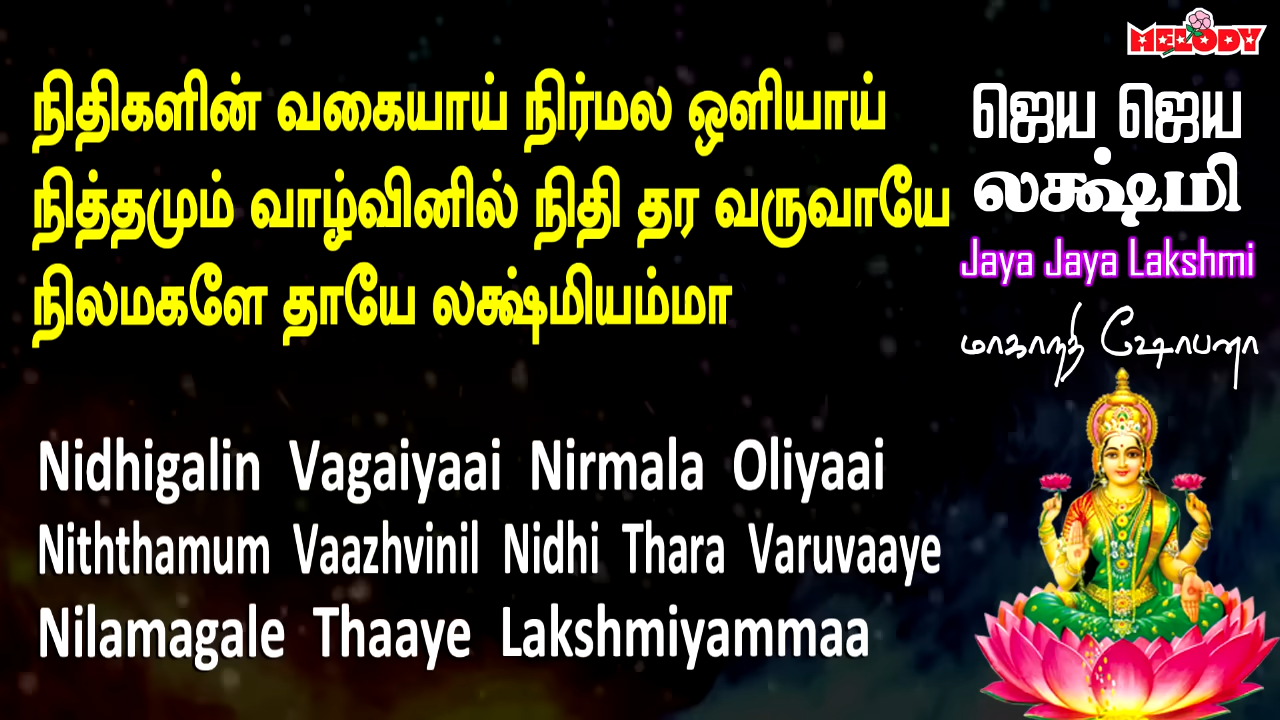 நிதிகளின் வகையாய் நிர்மல ஒளியாய்
நித்தமும் வாழ்வினில் நிதி தர வருவாயே
நிலமகளே தாயே லக்ஷ்மியம்மா
Nidhigalin Vagaiyaai Nirmala Oliyaai
Niththamum Vaazhvinil Nidhi Thara Varuvaaye
Nilamagale Thaaye Lakshmiyammaa
MELODY
ஜெய ஜெய
லக்ஷ்மி
Jaya Jaya Lakshmi
மாகாநதி ஷோபனா